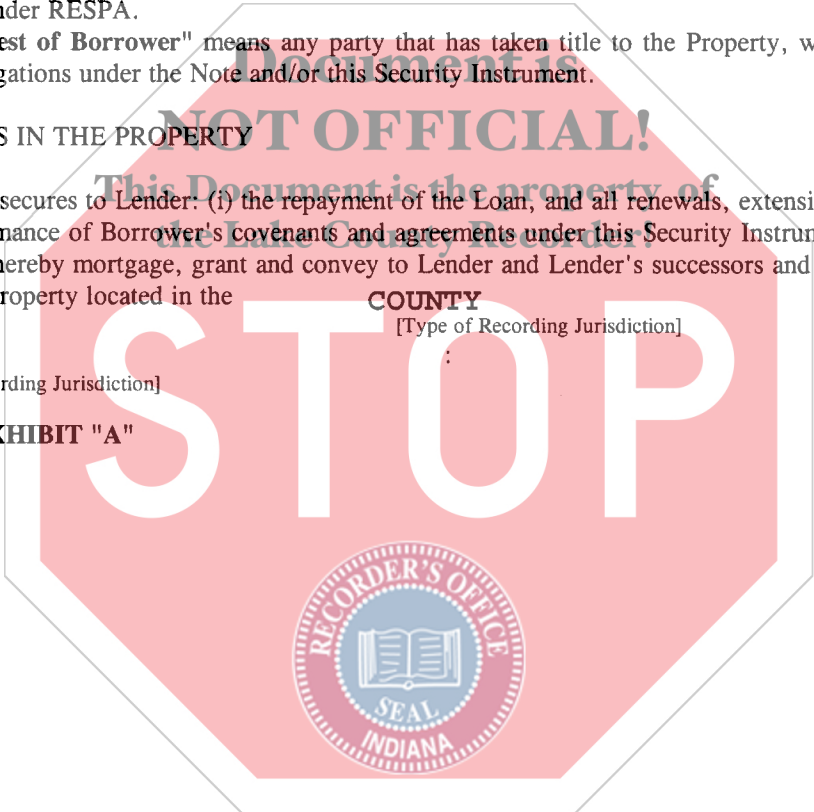 nder RESPA.
est of Borrower" means any party that has taken title to the Property, w
gations under the Note and/or this Security Instrument.
Document is
NOT OFFICIAL!
S IN THE PROPERTY
This Document is the property of
the Lake County Recorder!
secures to Lender: (i) the repayment of the Loan, and all renewals, extensi
nance of Borrower's covenants and agreements under this Security Instrum
hereby mortgage, grant and convey to Lender and Lender's successors and
roperty located in the COUNTY
[Type of Recording Jurisdiction]
:
rding Jurisdiction]
XHIBIT "A"
STOP
RECORDER'S OFFICE
SEAL
INDIANA